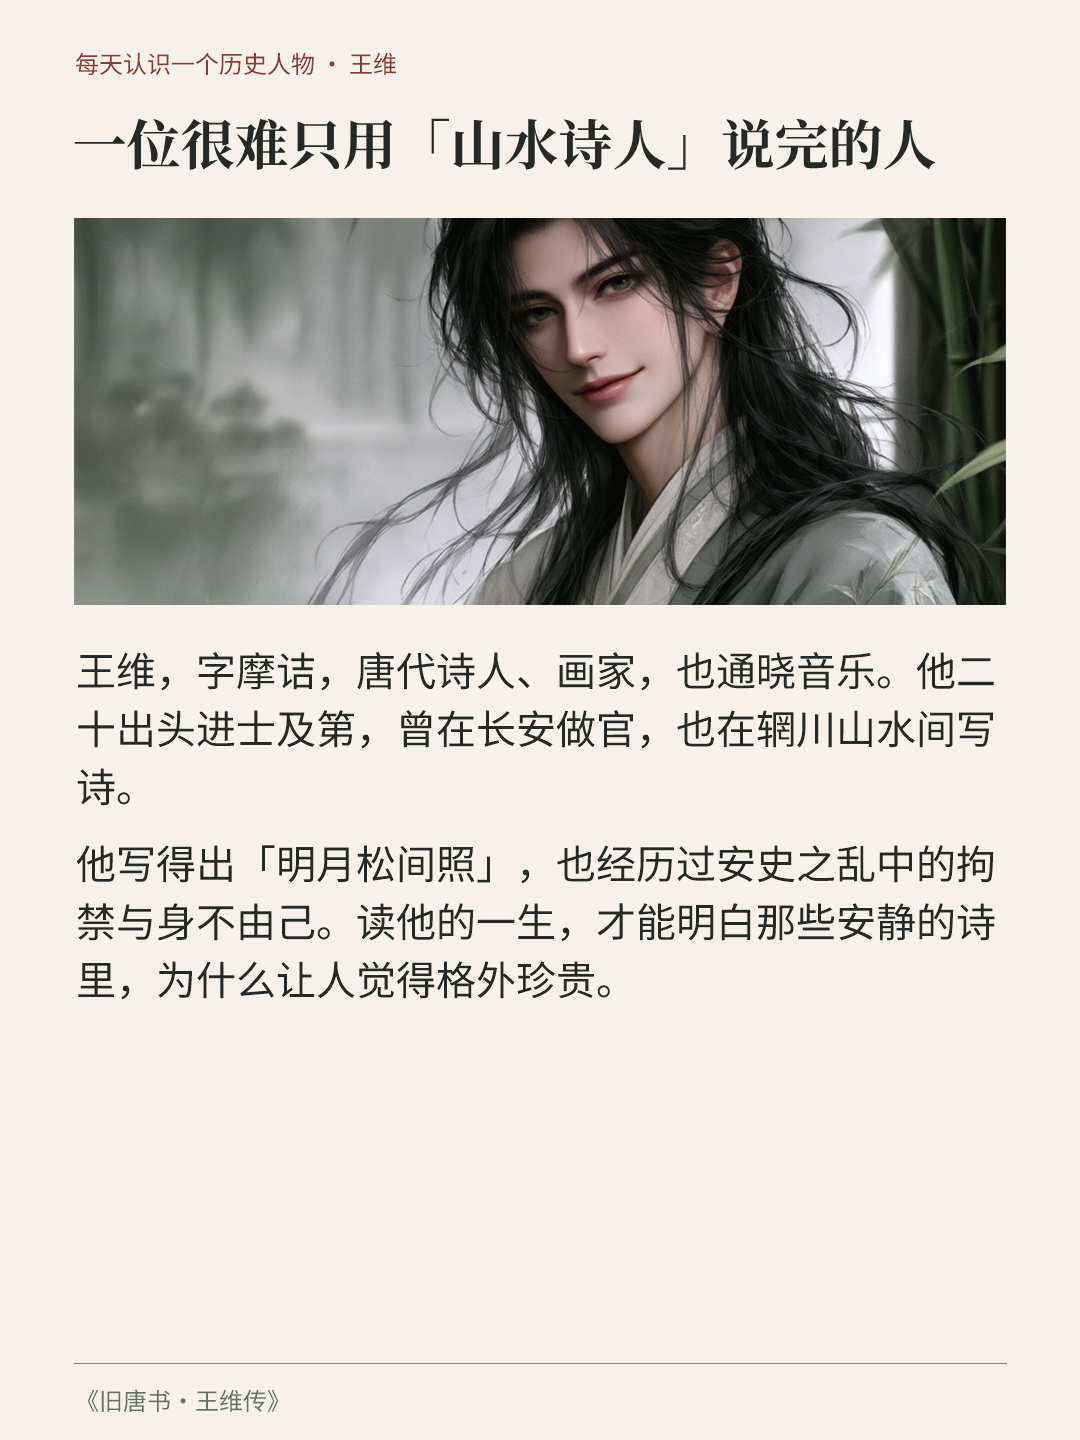 每天认识一个历史人物 · 王维
一位很难只用「山水诗人」说完的人
王维，字摩诘，唐代诗人、画家，也通晓音乐。他二
十出头进士及第，曾在长安做官，也在辋川山水间写
诗。
他写得出「明月松间照」，也经历过安史之乱中的拘
禁与身不由己。读他的一生，才能明白那些安静的诗
里，为什么让人觉得格外珍贵。
《旧唐书·王维传》